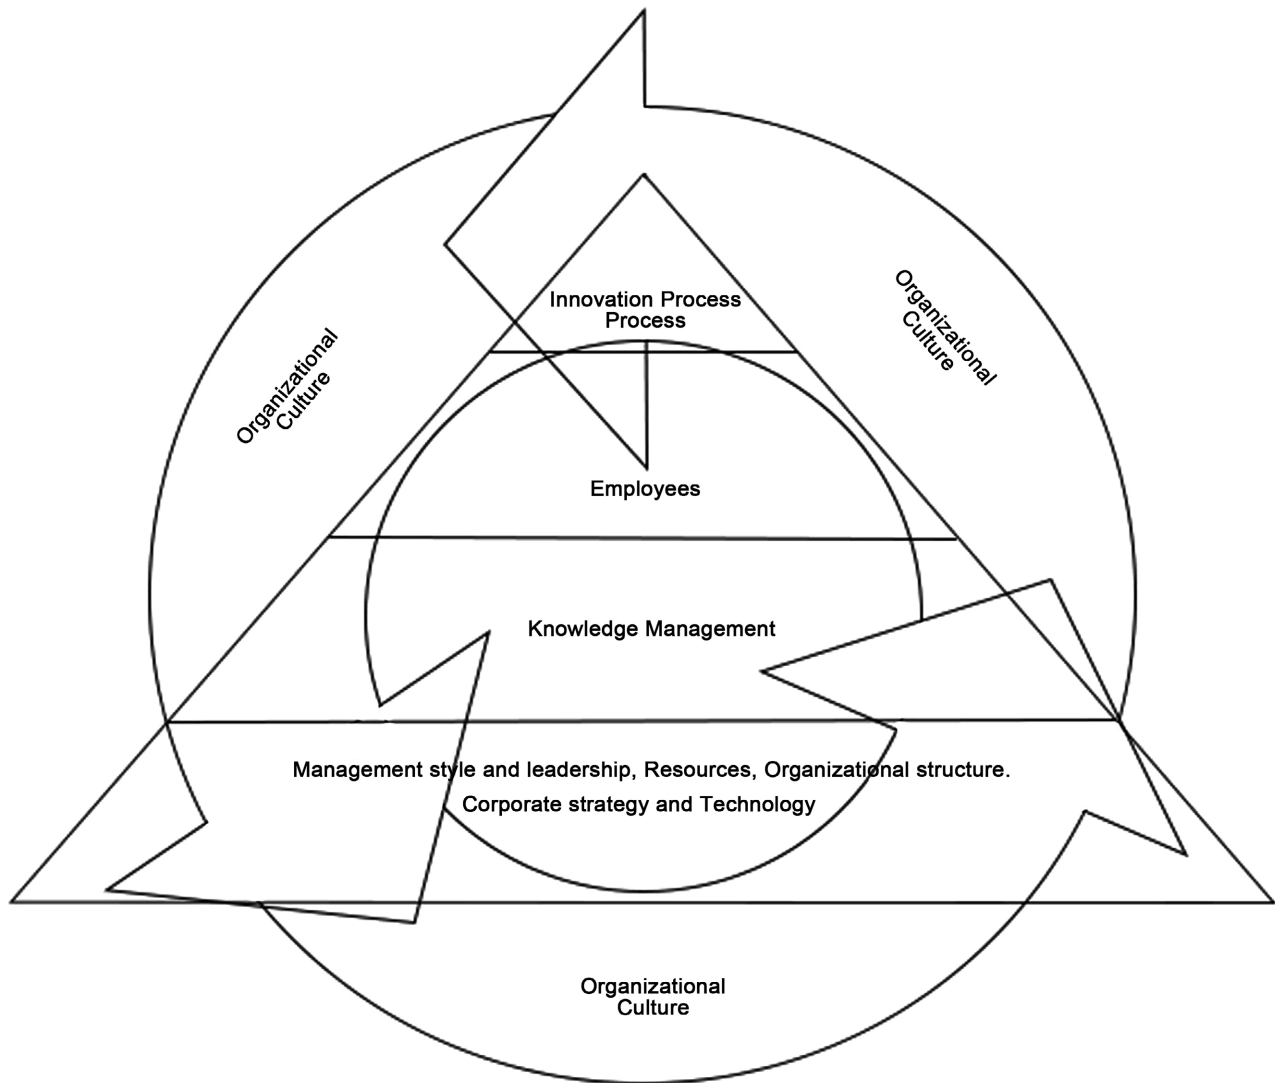 Innovation Process
Process
Organizational
Culture
Organizational
Culture
Employees
Knowledge Management
Management style and leadership, Resources, Organizational structure.
Corporate strategy and Technology
Organizational
Culture